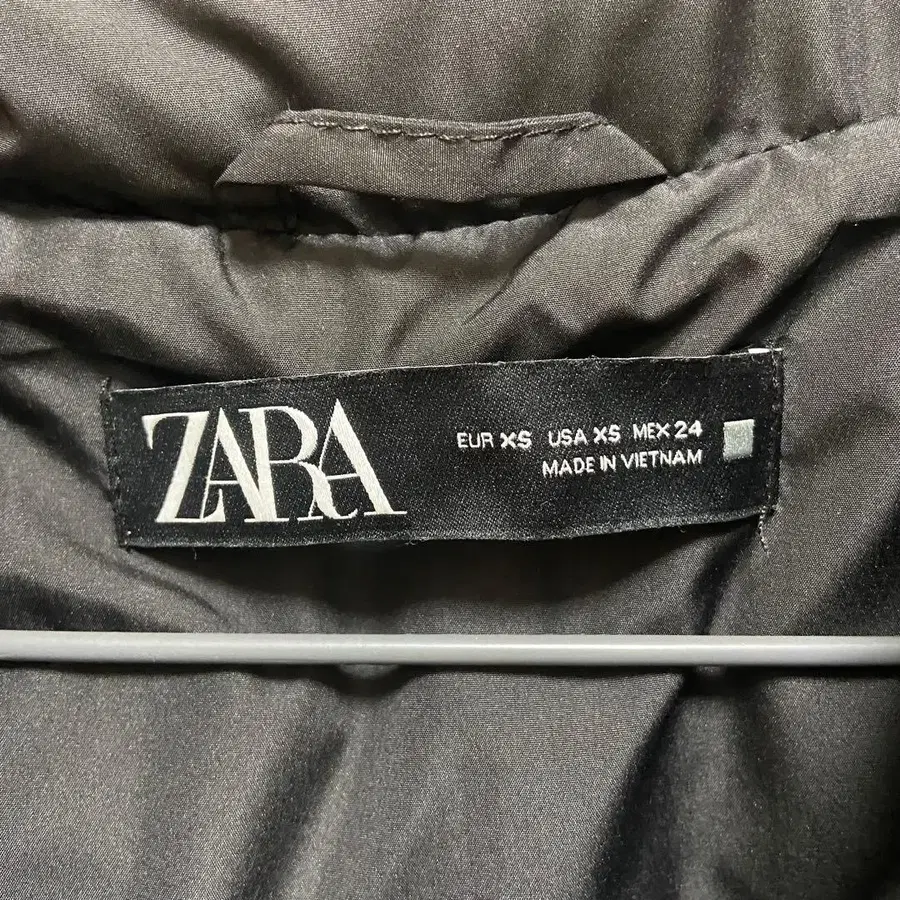 ZARA
EUR XS USA XS MEX 24
MADE IN VIETNAM